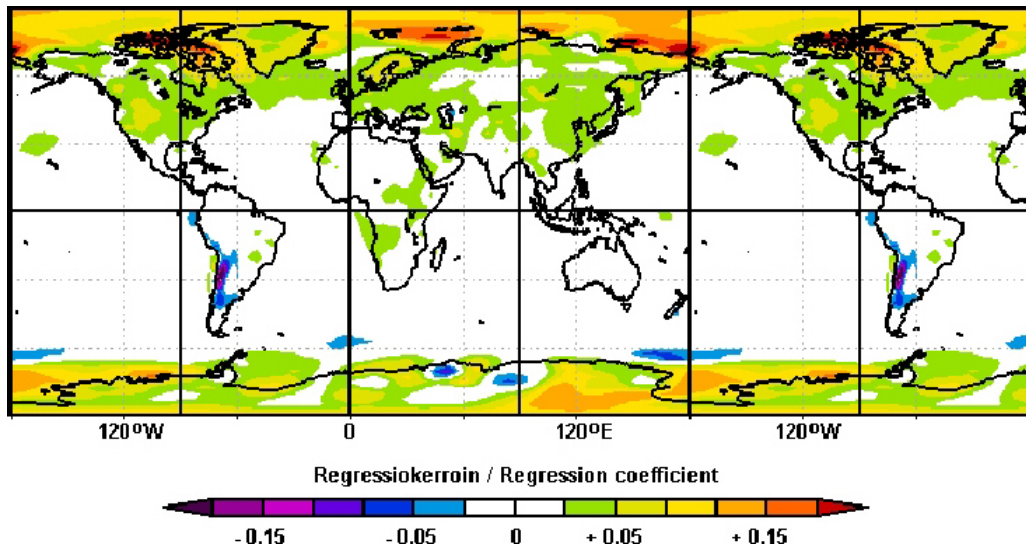 120ºW 0 120ºE 120ºW
Regressiokerroin / Regression coefficient
- 0.15 - 0.05 0 + 0.05 + 0.15